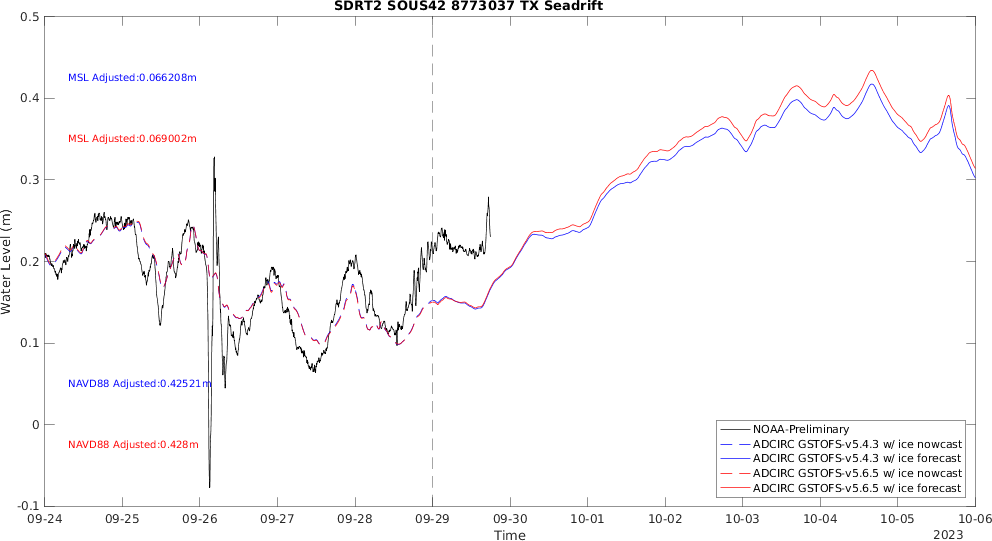 SDRT2 SOUS42 8773037 TX Seadrift
0.5
0.4
0.3
0.2
0.1
0
-0.1
Water Level (m)
MSL Adjusted:0.066208m
MSL Adjusted:0.069002m
NAVD88 Adjusted:0.42521m
NAVD88 Adjusted:0.428m
NOAA-Preliminary
ADCIRC GSTOFS-v5.4.3 w/ ice nowcast
ADCIRC GSTOFS-v5.4.3 w/ ice forecast
ADCIRC GSTOFS-v5.6.5 w/ ice nowcast
ADCIRC GSTOFS-v5.6.5 w/ ice forecast
09-24 09-25 09-26 09-27 09-28 09-29 09-30 10-01 10-02 10-03 10-04 10-05 10-06
Time
2023